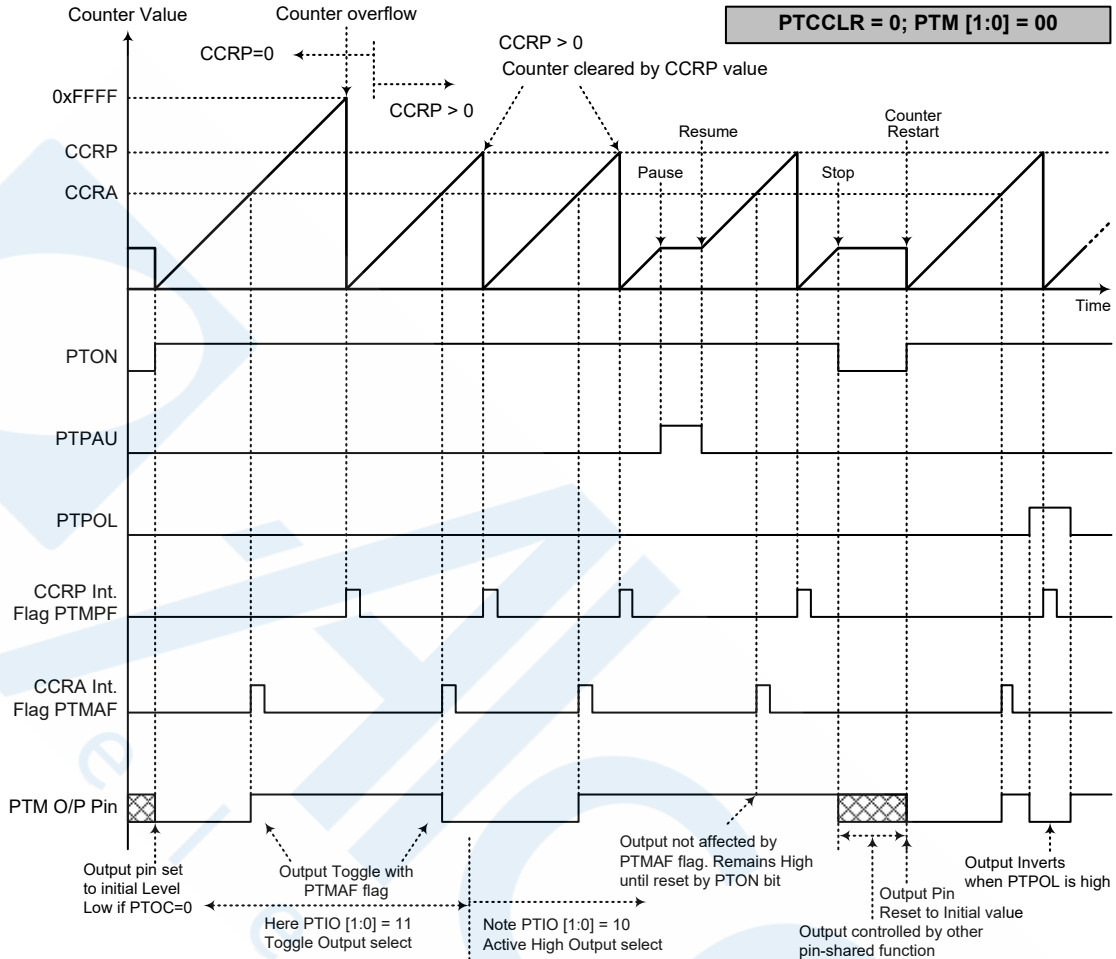 Counter Value
Counter overflow
PTCCLR = 0; PTM [1:0] = 00
CCRP=0
CCRP > 0
CCRP > 0
Counter cleared by CCRP value
0xFFFF
CCRP
CCRA
Pause
Resume
Stop
Counter
Restart
Time
PTON
PTPAU
PTPOL
CCRP Int.
Flag PTMPF
CCRA Int.
Flag PTMAF
PTM O/P Pin
Output pin set
to initial Level
Low if PTOC=0
Output Toggle with
PTMAF flag
Here PTIO [1:0] = 11
Toggle Output select
Note PTIO [1:0] = 10
Active High Output select
Output not affected by
PTMAF flag. Remains High
until reset by PTON bit
Output Pin
Reset to Initial value
Output controlled by other
pin-shared function
Output Inverts
when PTPOL is high